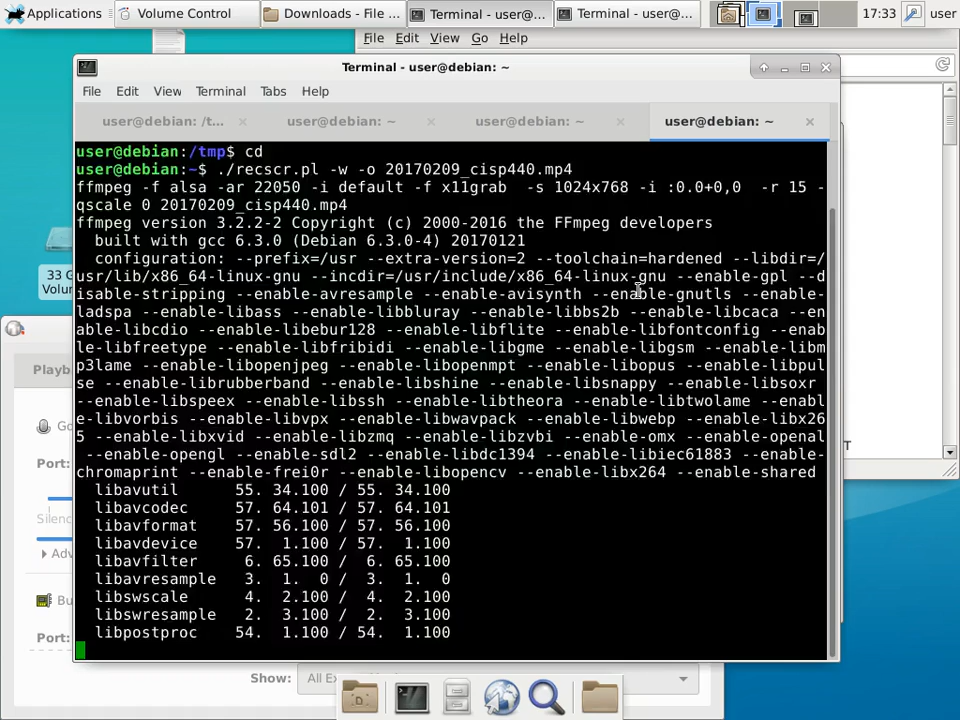 Applications
Volume Control
Downloads - File ...
Terminal - user@...
Terminal - user@...
17:33
user
File Edit View Go Help
Terminal - user@debian: ~
File Edit View Terminal Tabs Help
user@debian: /t...
user@debian: ~
user@debian: ~
user@debian: ~
user@debian:/tmp$ cd
user@debian:~$ ./recscr.pl -w -o 20170209_cisp440.mp4
ffmpeg -f alsa -ar 22050 -i default -f x11grab  -s 1024x768 -i :0.0+0,0  -r 15 -
qscale 0 20170209_cisp440.mp4
ffmpeg version 3.2.2-2 Copyright (c) 2000-2016 the FFmpeg developers
built with gcc 6.3.0 (Debian 6.3.0-4) 20170121
configuration: --prefix=/usr --extra-version=2 --toolchain=hardened --libdir=/
usr/lib/x86_64-linux-gnu --incdir=/usr/include/x86_64-linux-gnu --enable-gpl --d
isable-stripping --enable-avresample --enable-avisynth --enable-gnutls --enable-
ladspa --enable-libass --enable-libbluray --enable-libbs2b --enable-libcaca --en
able-libcdio --enable-libebur128 --enable-libflite --enable-libfontconfig --enab
le-libfreetype --enable-libfribidi --enable-libgme --enable-libgsm --enable-libm
p3lame --enable-libopenjpeg --enable-libopenmpt --enable-libopus --enable-libpul
se --enable-librubberband --enable-libshine --enable-libsnappy --enable-libsoxr
--enable-libspeex --enable-libssh --enable-libtheora --enable-libtwolame --enabl
e-libvorbis --enable-libvpx --enable-libwavpack --enable-libwebp --enable-libx26
5 --enable-libxvid --enable-libzmq --enable-libzvbi --enable-omx --enable-openal
--enable-opengl --enable-sdl2 --enable-libdc1394 --enable-libiec61883 --enable-
chromaprint --enable-frei0r --enable-libopencv --enable-libx264 --enable-shared
libavutil      55. 34.100 / 55. 34.100
libavcodec     57. 64.101 / 57. 64.101
libavformat    57. 56.100 / 57. 56.100
libavdevice    57.  1.100 / 57.  1.100
libavfilter     6. 65.100 /  6. 65.100
libavresample   3.  1.  0 /  3.  1.  0
libswscale      4.  2.100 /  4.  2.100
libswresample   2.  3.100 /  2.  3.100
libpostproc    54.  1.100 / 54.  1.100
33 G
Volum
Playb
Go
Port:
Silenc
Adv
Bu
Port:
T
Show:
All Ex